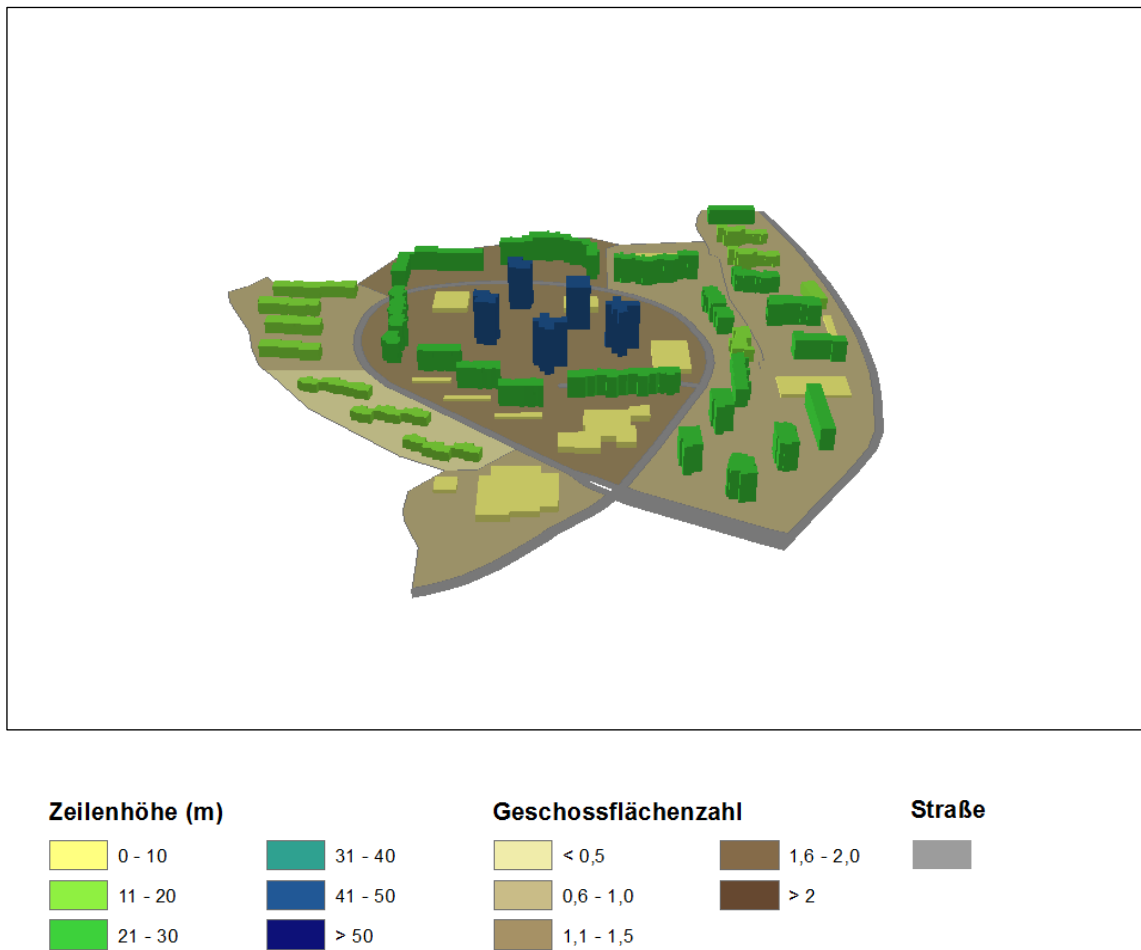 Zeilenhöhe (m)
0 - 10
11 - 20
21 - 30
31 - 40
41 - 50
> 50
Geschossflächenzahl
< 0,5
0,6 - 1,0
1,1 - 1,5
1,6 - 2,0
> 2
Straße